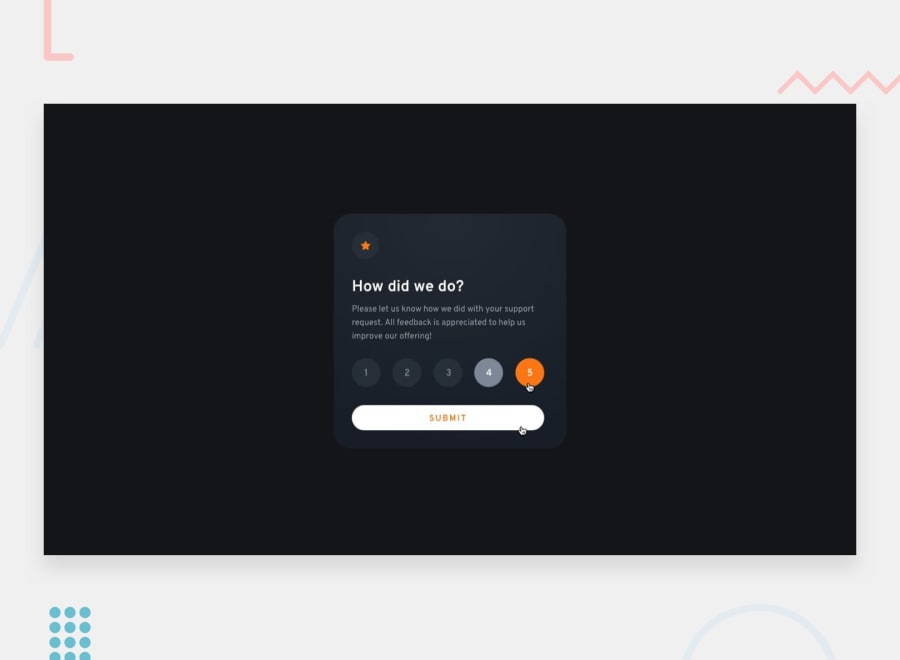 How did we do?
Please let us know how we did with your support
request. All feedback is appreciated to help us
improve our offering!
1 2 3 4 5
SUBMIT